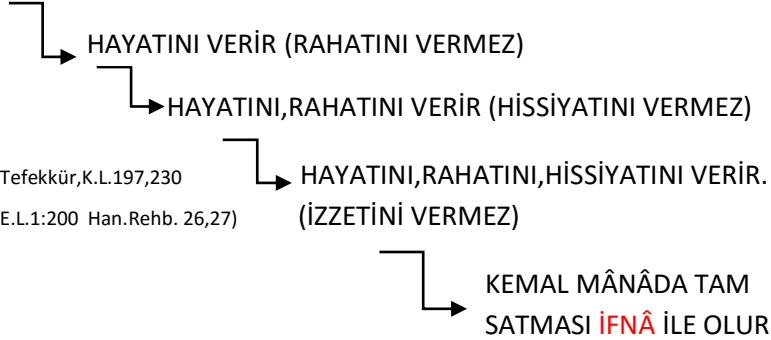 HAYATINI VERİR (RAHATINI VERMEZ)
HAYATINI,RAHATINI VERİR (HİSSİYATINI VERMEZ)
Tefekkür,K.L.197,230
HAYATINI,RAHATINI,HİSSİYATINI VERİR.
E.L.1:200 Han.Rehb. 26,27)
(İZZETİNİ VERMEZ)
KEMAL MÂNÂDA TAM
SATMASI İFNÂ İLE OLUR